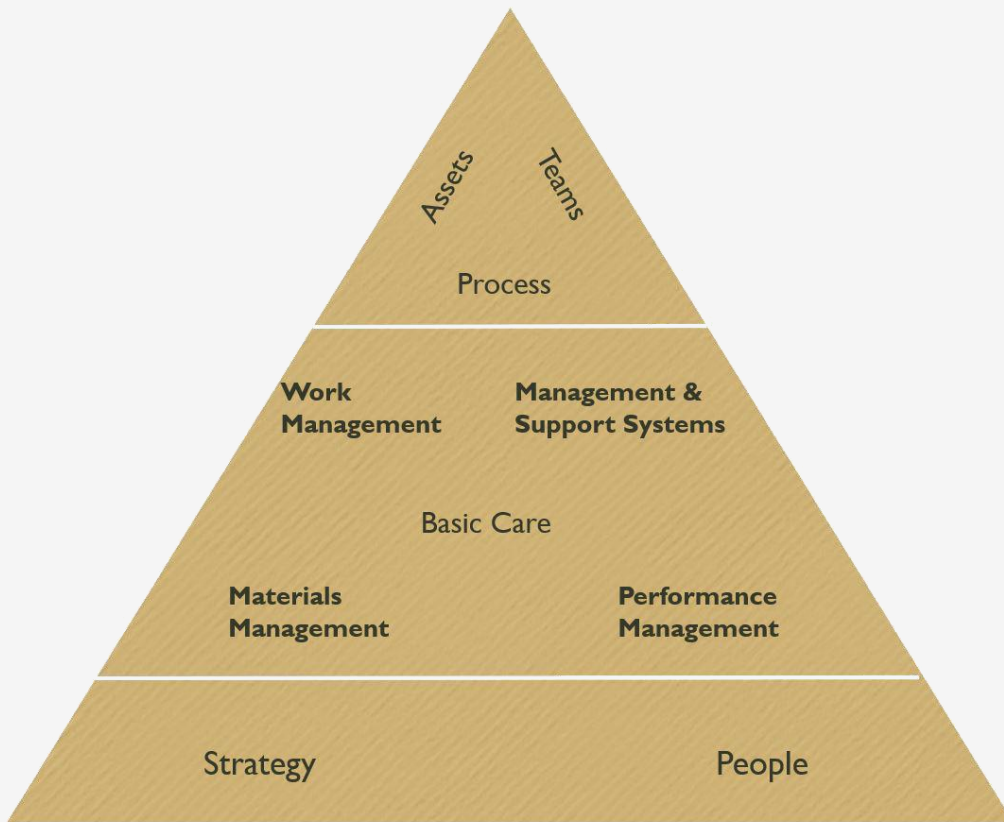 Assets
Teams
Process
Work
Management
Management &
Support Systems
Basic Care
Materials
Management
Performance
Management
Strategy
People